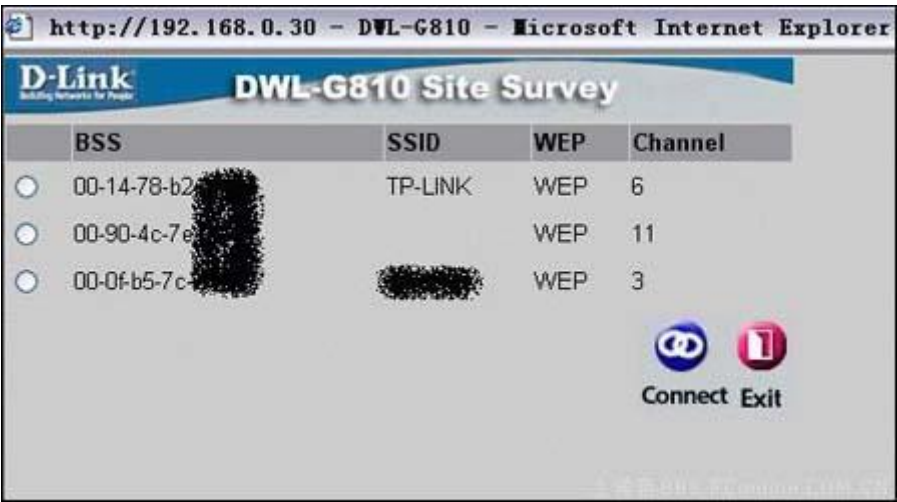 http://192.168.0.30 - DWL-G810 - Microsoft Internet Explorer
D-Link
Building Networks for People
DWL-G810 Site Survey
BSS SSID WEP Channel
00-14-78-b2 TP-LINK WEP 6
00-90-4c-7e WEP 11
00-0f-b5-7c- WEP 3
Connect Exit